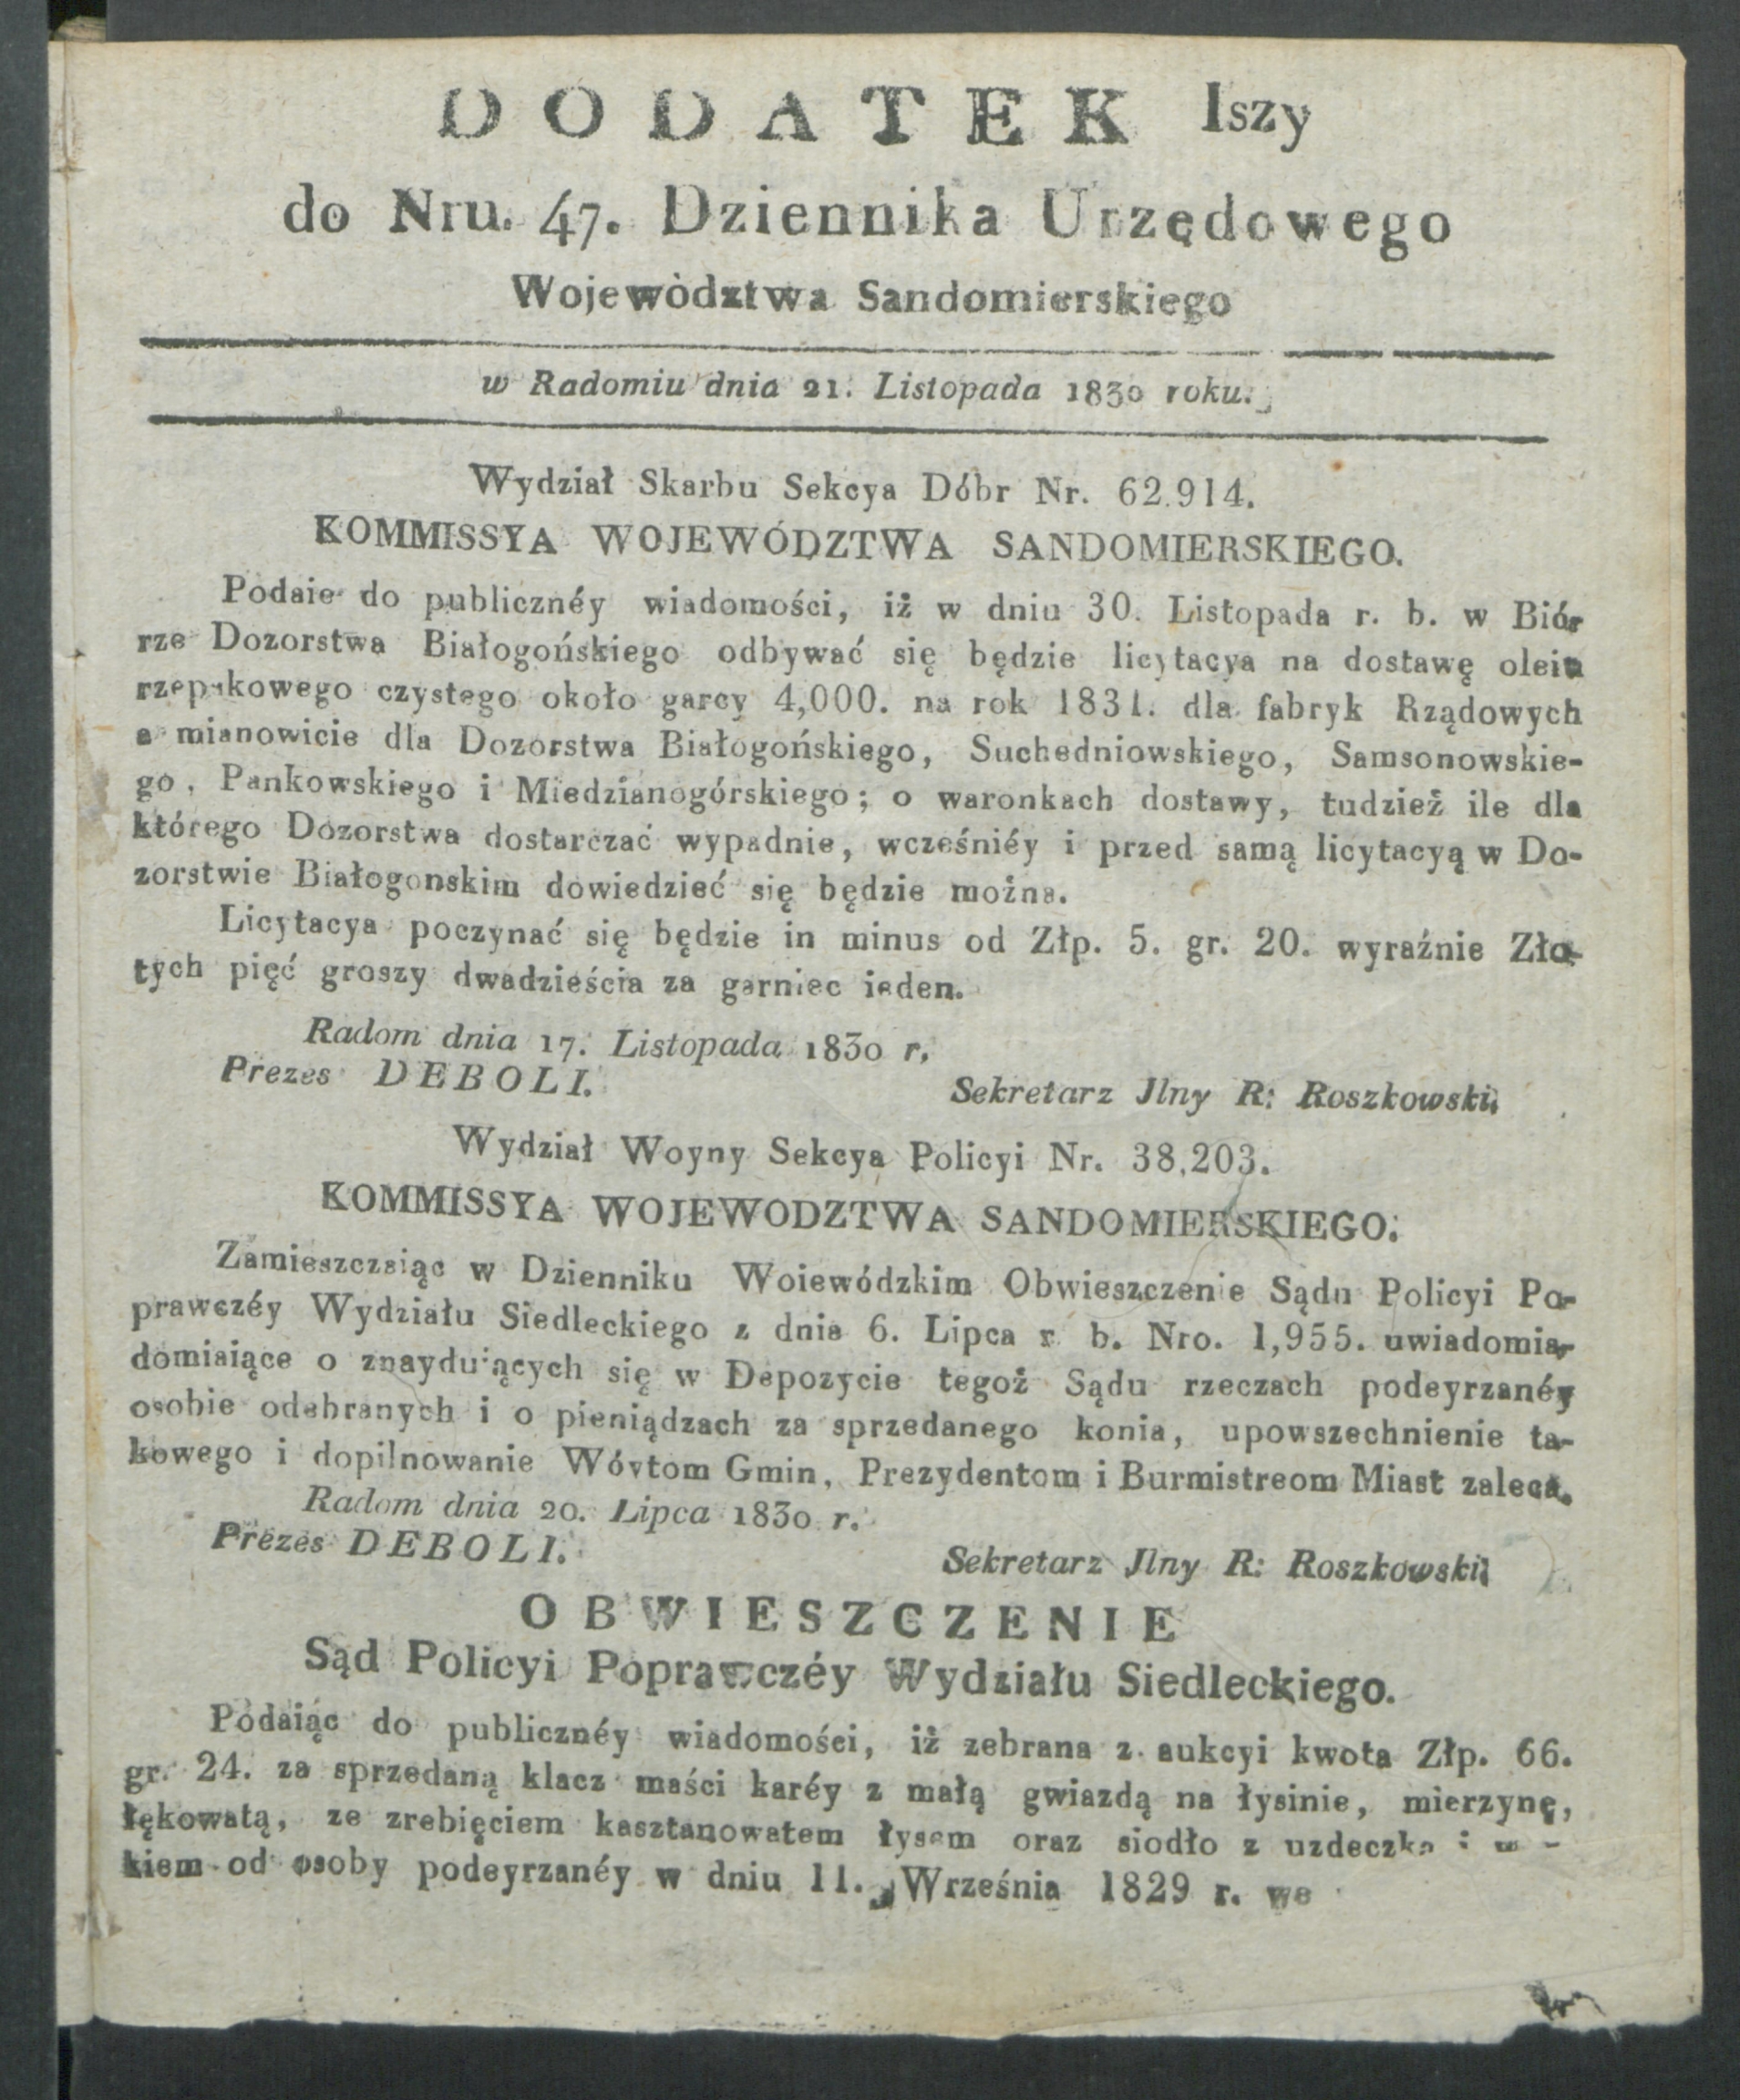 DODATEK Iszy
do Nru. 47. Dziennika Urzędowego
Wojewòdztwa Sandomierskiego
w Radomiu dnia 21. Listopada 1830 roku.
Wydział Skarbu Sekcya Dóbr Nr. 62.914.
KOMMISSYA WOJEWÓDZTWA SANDOMIERSKIEGO.
Podaie do publicznéy wiadomości, iż w dniu 30. Listopada r. b. w Biór
rze Dozorstwa Białogońskiego odbywać się będzie licytacya na dostawę oleiu
rzepakowego czystego około garcy 4,000. na rok 1831. dla fabryk Rządowych
a mianowicie dla Dozorstwa Białogońskiego, Suchedniowskiego, Samsonowskie-
go, Pankowskiego i Miedzianogórskiego; o waronkach dostawy, tudzież ile dla
którego Dozorstwa dostarczać wypadnie, wcześniéy i przed samą licytacyą w Do-
zorstwie Białogonskim dowiedzieć się będzie można.
Licytacya poczynać się będzie in minus od Złp. 5. gr. 20. wyraźnie Zło-
tych pięć groszy dwadzieścia za garniec ieden.
Radom dnia 17. Listopada 1830 r.
Prezes DEBOLI.
Sekretarz Jlny R: Roszkowski.
Wydział Woyny Sekcya Policyi Nr. 38,203.
KOMMISSYA WOJEWODZTWA SANDOMIERSKIEGO.
Zamieszczaiąc w Dzienniku Woiewódzkim Obwieszczenie Sądu Policyi Po-
prawczéy Wydziału Siedleckiego z dnia 6. Lipca r. b. Nro. 1,955. uwiadomia-
domiaiące o znayduiących się w Depozycie tegoż Sądu rzeczach podeyrzanéy
osobie odebranych i o pieniądzach za sprzedanego konia, upowszechnienie ta-
kowego i dopilnowanie Wóytom Gmin, Prezydentom i Burmistreom Miast zaleca.
Radom dnia 20. Lipca 1830 r.
Prezes DEBOLI.
Sekretarz Jlny R: Roszkowski
OBWIESZCZENIE
Sąd Policyi Poprawczéy Wydziału Siedleckiego.
Podaiąc do publicznéy wiadomości, iż zebrana z aukcyi kwota Złp. 66.
gr. 24. za sprzedaną klacz maści karéy z małą gwiazdą na łysinie, mierzynę,
łękowatą, ze zrebięciem kasztanowatem łysem oraz siodło z uzdeczką i
kiem od osoby podeyrzanéy w dniu 11. Września 1829 r. we